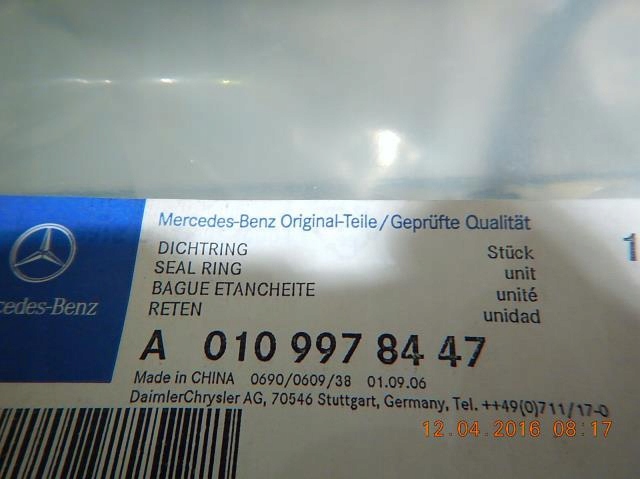 Mercedes-Benz Original-Teile/Geprüfte Qualität
DICHTRING Stück 1
SEAL RING unit
BAGUE ETANCHEITE unité
RETEN unidad
cedes-Benz
A 010 997 84 47
Made in CHINA 0690/0609/38 01.09.06
DaimlerChrysler AG, 70546 Stuttgart, Germany, Tel. ++49(0)711/17-0
12.04.2016 08:17